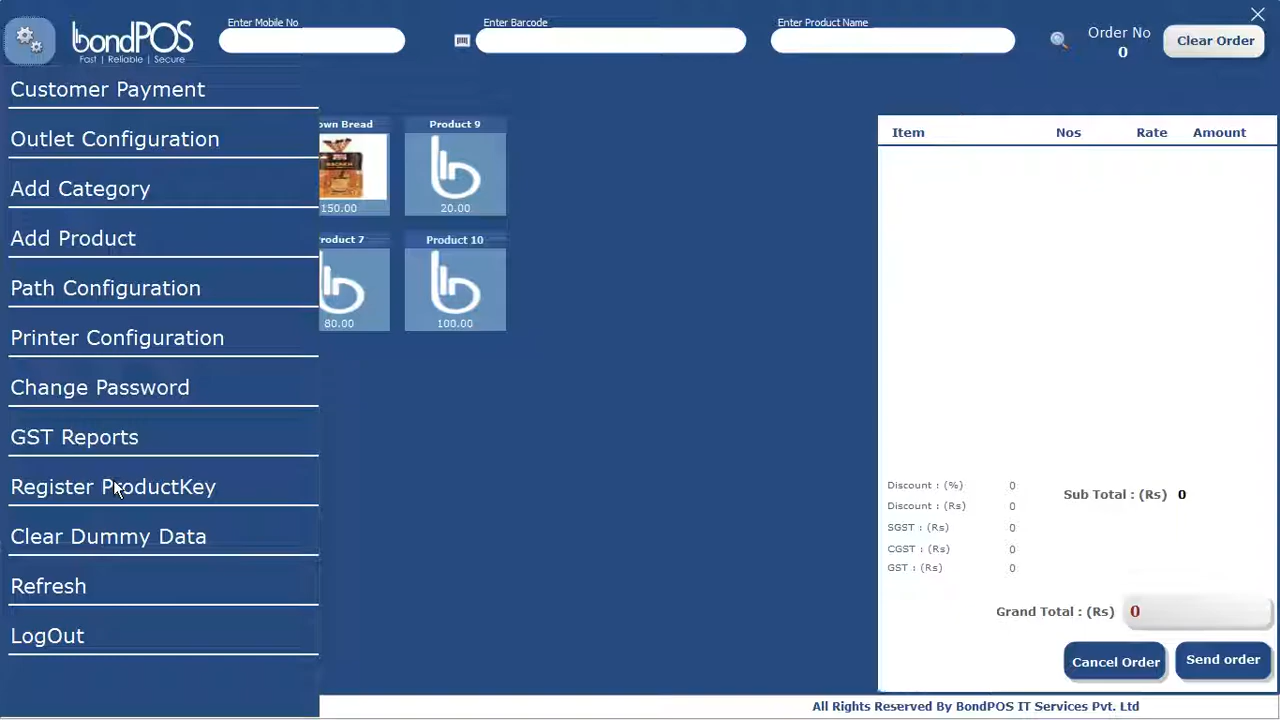 bondPOS
Fast | Reliable | Secure
Enter Mobile No
Enter Barcode
Enter Product Name
Order No
0
Clear Order
Customer Payment
Outlet Configuration
Add Category
Add Product
Path Configuration
Printer Configuration
Change Password
GST Reports
Register ProductKey
Clear Dummy Data
Refresh
LogOut
own Bread
150.00
Product 9
20.00
roduct 7
80.00
Product 10
100.00
Item Nos Rate Amount
Discount : (%) 0
Discount : (Rs) 0
SGST : (Rs) 0
CGST : (Rs) 0
GST : (Rs) 0
Sub Total : (Rs) 0
Grand Total : (Rs) 0
Cancel Order
Send order
All Rights Reserved By BondPOS IT Services Pvt. Ltd